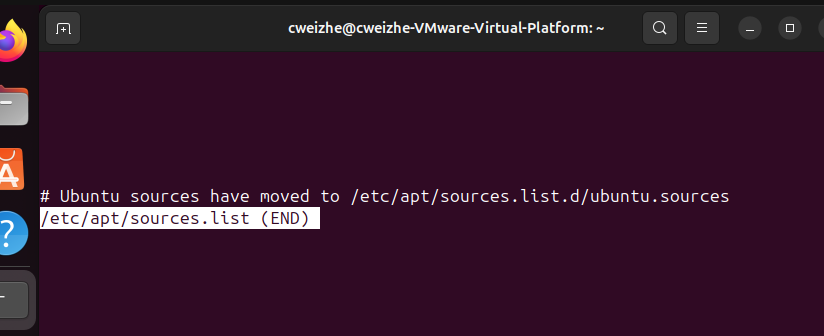 cweizhe@cweizhe-VMware-Virtual-Platform: ~
# Ubuntu sources have moved to /etc/apt/sources.list.d/ubuntu.sources
/etc/apt/sources.list (END)